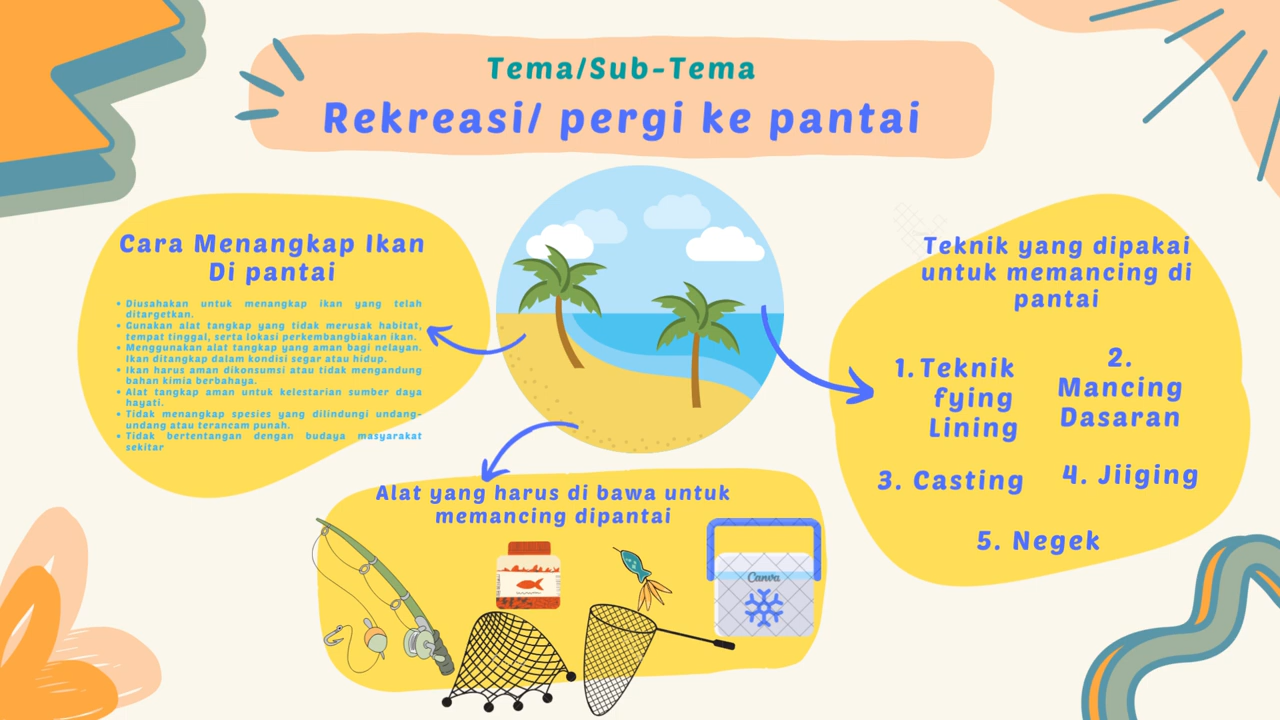 Tema/Sub-Tema
Rekreasi/ pergi ke pantai
Cara Menangkap Ikan
Di pantai
• Diusahakan untuk menangkap ikan yang telah
ditargetkan.
• Gunakan alat tangkap yang tidak merusak habitat,
tempat tinggal, serta lokasi perkembangbiakan ikan.
• Menggunakan alat tangkap yang aman bagi nelayan.
Ikan ditangkap dalam kondisi segar atau hidup.
• Ikan harus aman dikonsumsi atau tidak mengandung
bahan kimia berbahaya.
• Alat tangkap aman untuk kelestarian sumber daya
hayati.
• Tidak menangkap spesies yang dilindungi undang-
undang atau terancam punah.
• Tidak bertentangan dengan budaya masyarakat
sekitar
Alat yang harus di bawa untuk
memancing dipantai
Canva
Teknik yang dipakai
untuk memancing di
pantai
1.Teknik
fying
Lining
2.
Mancing
Dasaran
3. Casting
4. Jiiging
5. Negek